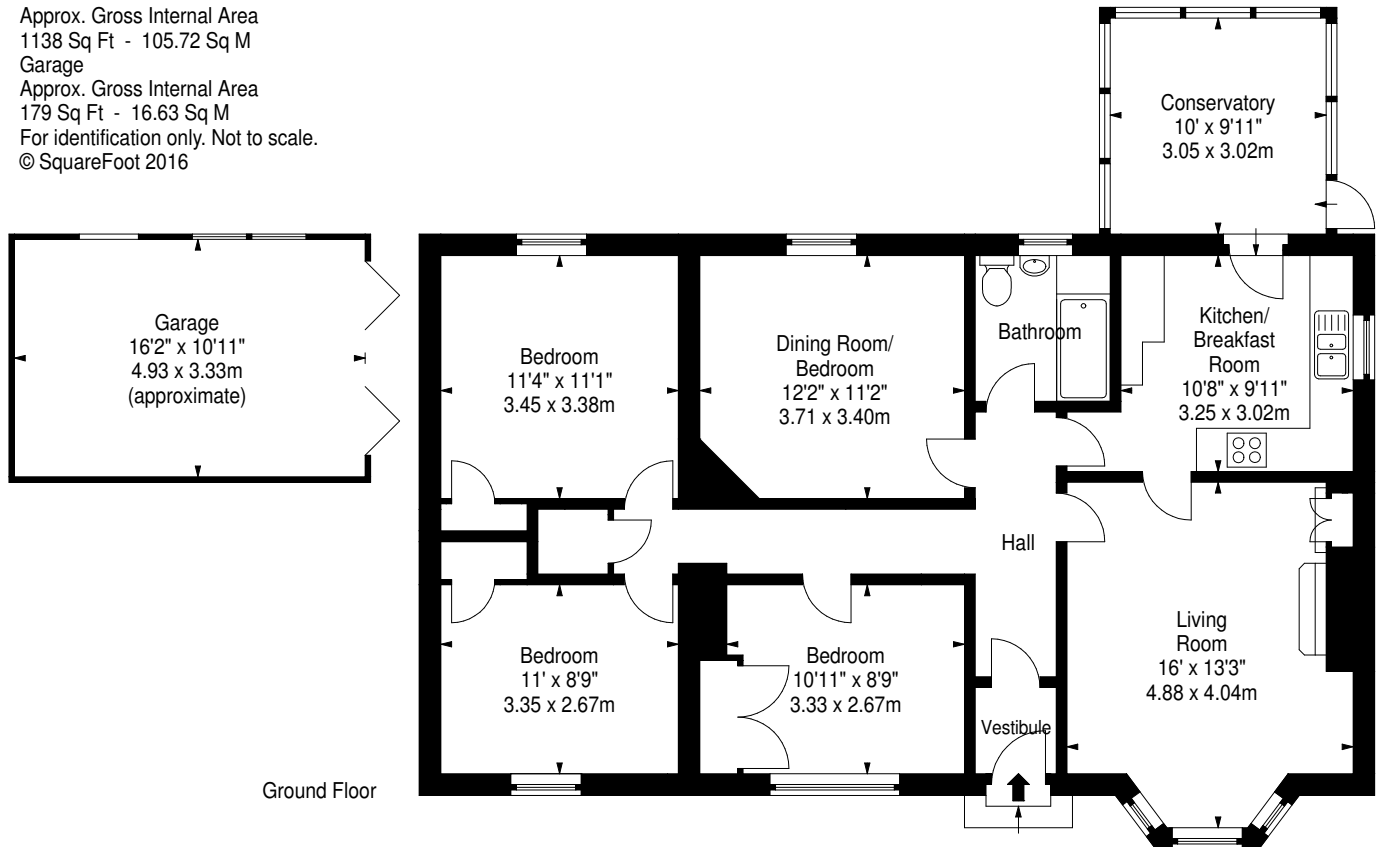 Approx. Gross Internal Area
1138 Sq Ft - 105.72 Sq M
Garage
Approx. Gross Internal Area
179 Sq Ft - 16.63 Sq M
For identification only. Not to scale.
© SquareFoot 2016
Conservatory
10' x 9'11"
3.05 x 3.02m
Garage
16'2" x 10'11"
4.93 x 3.33m
(approximate)
Bedroom
11'4" x 11'1"
3.45 x 3.38m
Dining Room/
Bedroom
12'2" x 11'2"
3.71 x 3.40m
Bathroom
Kitchen/
Breakfast
Room
10'8" x 9'11"
3.25 x 3.02m
Hall
Bedroom
11' x 8'9"
3.35 x 2.67m
Bedroom
10'11" x 8'9"
3.33 x 2.67m
Vestibule
Living
Room
16' x 13'3"
4.88 x 4.04m
Ground Floor